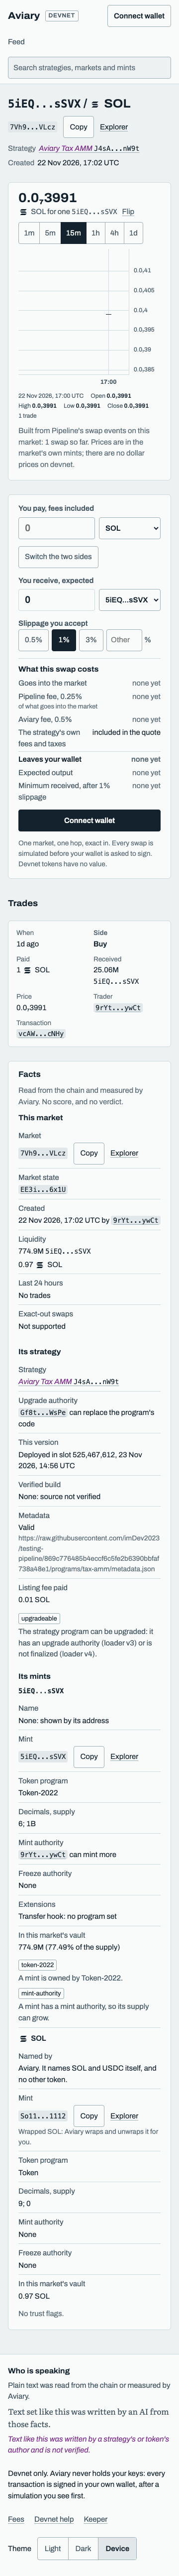 Aviary DEVNET Connect wallet
Feed
Search strategies, markets and mints
5iEQ...sSVX / SOL
7Vh9...VLcz Copy Explorer
Strategy Aviary Tax AMM J4sA...nW9t
Created 22 Nov 2026, 17:02 UTC
0.0₇3991
SOL for one 5iEQ...sSVX Flip
1m 5m 15m 1h 4h 1d
0.0₇41
0.0₇405
0.0₇4
0.0₇395
0.0₇39
0.0₇385
17:00
22 Nov 2026, 17:00 UTC Open 0.0₇3991
High 0.0₇3991 Low 0.0₇3991 Close 0.0₇3991
1 trade
Built from Pipeline's swap events on this
market: 1 swap so far. Prices are in the
market's own mints; there are no dollar
prices on devnet.
You pay, fees included
0 SOL
Switch the two sides
You receive, expected
0 5iEQ...sSVX
Slippage you accept
0.5% 1% 3% Other %
What this swap costs
Goes into the market none yet
Pipeline fee, 0.25% none yet
of what goes into the market
Aviary fee, 0.5% none yet
The strategy's own included in the quote
fees and taxes
Leaves your wallet none yet
Expected output none yet
Minimum received, after 1% none yet
slippage
Connect wallet
One market, one hop, exact in. Every swap is
simulated before your wallet is asked to sign.
Devnet tokens have no value.
Trades
When Side
1d ago Buy
Paid Received
1 SOL 25.06M
5iEQ...sSVX
Price Trader
0.0₇3991 9rYt...ywCt
Transaction
vcAW...cNHy
Facts
Read from the chain and measured by
Aviary. No score, and no verdict.
This market
Market
7Vh9...VLcz Copy Explorer
Market state
EE3i...6x1U
Created
22 Nov 2026, 17:02 UTC by 9rYt...ywCt
Liquidity
774.9M 5iEQ...sSVX
0.97 SOL
Last 24 hours
No trades
Exact-out swaps
Not supported
Its strategy
Strategy
Aviary Tax AMM J4sA...nW9t
Upgrade authority
Gf8t...WsPe can replace the program's
code
This version
Deployed in slot 525,467,612, 23 Nov
2026, 14:56 UTC
Verified build
None: source not verified
Metadata
Valid
https://raw.githubusercontent.com/imDev2023
/testing-
pipeline/869c776485b4eccf6c5fe2b6390bbfaf
738a48e1/programs/tax-amm/metadata.json
Listing fee paid
0.01 SOL
upgradeable
The strategy program can be upgraded: it
has an upgrade authority (loader v3) or is
not finalized (loader v4).
Its mints
5iEQ...sSVX
Name
None: shown by its address
Mint
5iEQ...sSVX Copy Explorer
Token program
Token-2022
Decimals, supply
6; 1B
Mint authority
9rYt...ywCt can mint more
Freeze authority
None
Extensions
Transfer hook: no program set
In this market's vault
774.9M (77.49% of the supply)
token-2022
A mint is owned by Token-2022.
mint-authority
A mint has a mint authority, so its supply
can grow.
SOL
Named by
Aviary. It names SOL and USDC itself, and
no other token.
Mint
So11...1112 Copy Explorer
Wrapped SOL: Aviary wraps and unwraps it for
you.
Token program
Token
Decimals, supply
9; 0
Mint authority
None
Freeze authority
None
In this market's vault
0.97 SOL
No trust flags.
Who is speaking
Plain text was read from the chain or measured by
Aviary.
Text set like this was written by an AI from
those facts.
Text like this was written by a strategy's or token's
author and is not verified.
Devnet only. Aviary never holds your keys: every
transaction is signed in your own wallet, after a
simulation you see first.
Fees Devnet help Keeper
Theme Light Dark Device